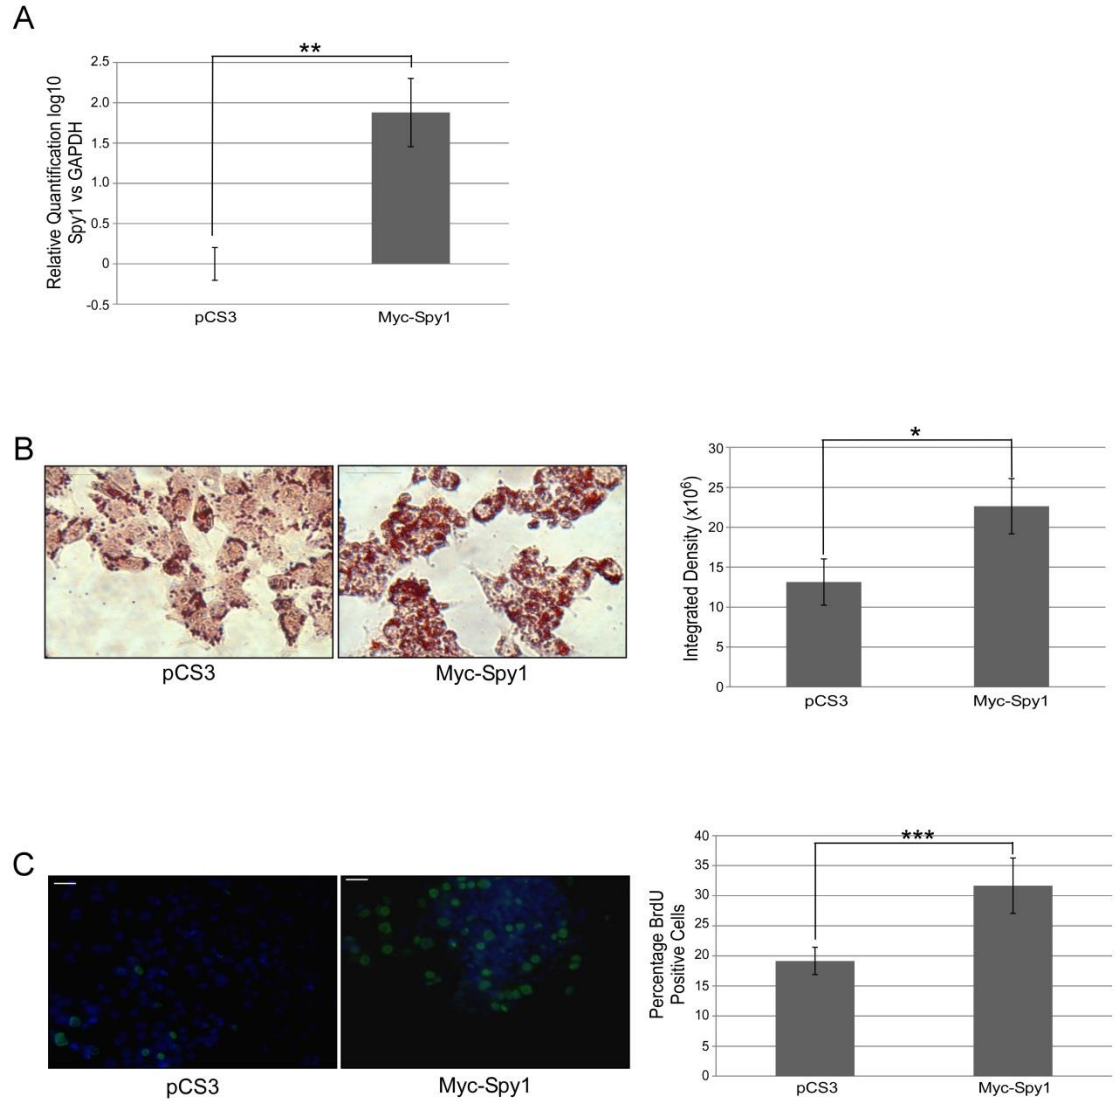 A
**
Relative Quantification log10
Spy1 vs GAPDH
2.5
2.0
1.5
1.0
0.5
0
-0.5
pCS3
Myc-Spy1
B
pCS3
Myc-Spy1
*
Integrated Density (x10⁶)
30
25
20
15
10
5
0
pCS3
Myc-Spy1
C
pCS3
Myc-Spy1
***
Percentage BrdU
Positive Cells
40
35
30
25
20
15
10
5
0
pCS3
Myc-Spy1